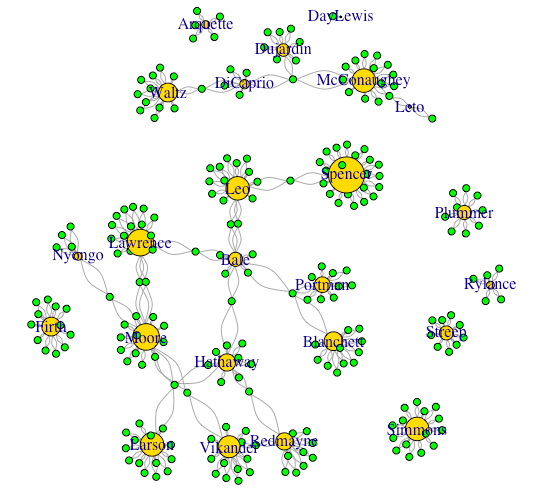 Arquette
DayLewis
Dujardin
Waltz
DiCaprio
McConaughey
Leto
Leo
Spencer
Plummer
Lawrence
Nyongo
Bale
Portman
Rylance
Firth
Moore
Blanchett
Streep
Hathaway
Larson
Vikander
Redmayne
Simmons